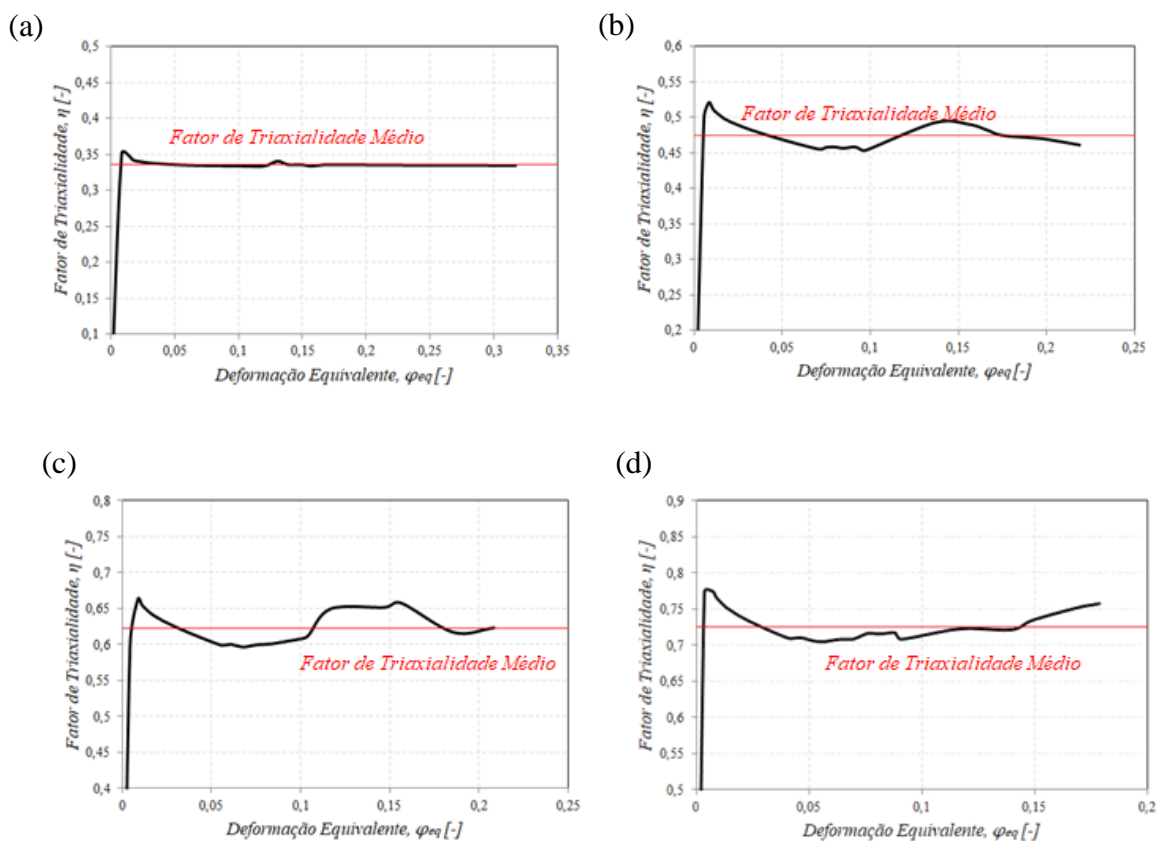 (a)
0,5
0,45
0,4
0,35
0,3
0,25
0,2
0,15
0,1
Fator de Triaxialidade, η [-]
Fator de Triaxialidade Médio
0 0,05 0,1 0,15 0,2 0,25 0,3 0,35
Deformação Equivalente, φeq [-]
(b)
0,6
0,55
0,5
0,45
0,4
0,35
0,3
0,25
0,2
Fator de Triaxialidade, η [-]
Fator de Triaxialidade Médio
0 0,05 0,1 0,15 0,2 0,25
Deformação Equivalente, φeq [-]
(c)
0,8
0,75
0,7
0,65
0,6
0,55
0,5
0,45
0,4
Fator de Triaxialidade, η [-]
Fator de Triaxialidade Médio
0 0,05 0,1 0,15 0,2 0,25
Deformação Equivalente, φeq [-]
(d)
0,9
0,85
0,8
0,75
0,7
0,65
0,6
0,55
0,5
Fator de Triaxialidade, η [-]
Fator de Triaxialidade Médio
0 0,05 0,1 0,15 0,2
Deformação Equivalente, φeq [-]